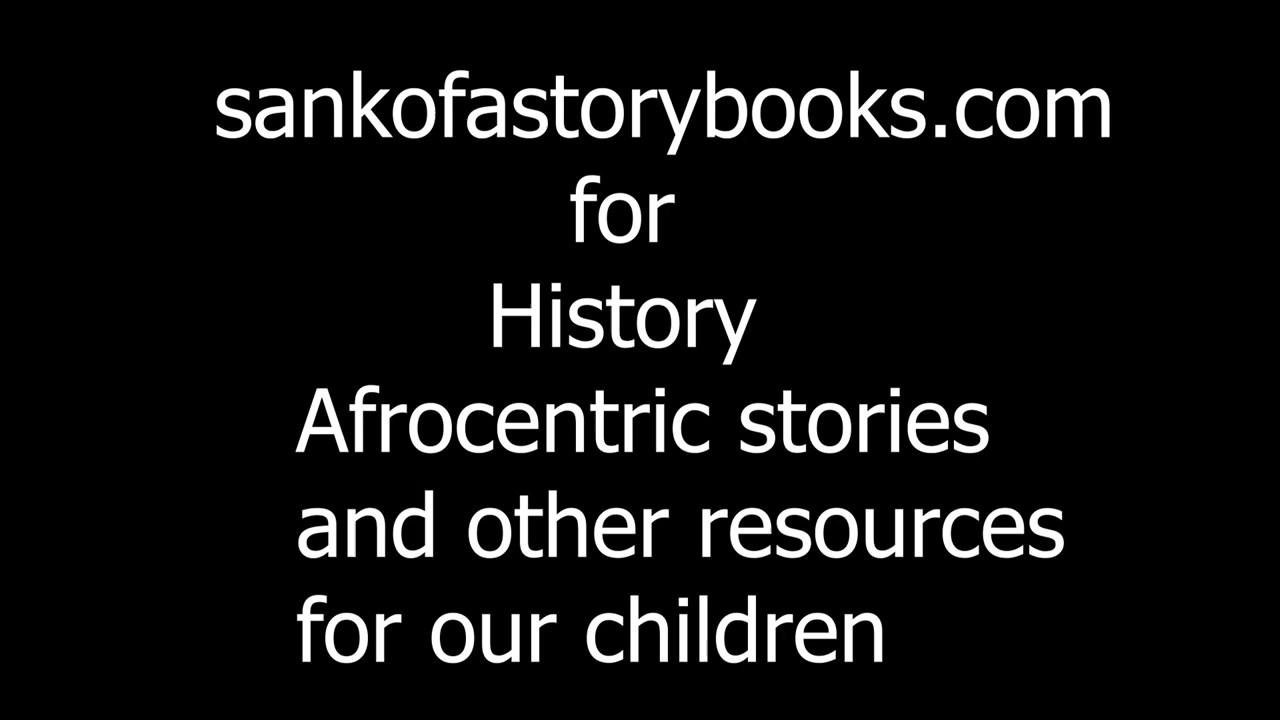 sankofastorybooks.com
for
History
Afrocentric stories
and other resources
for our children